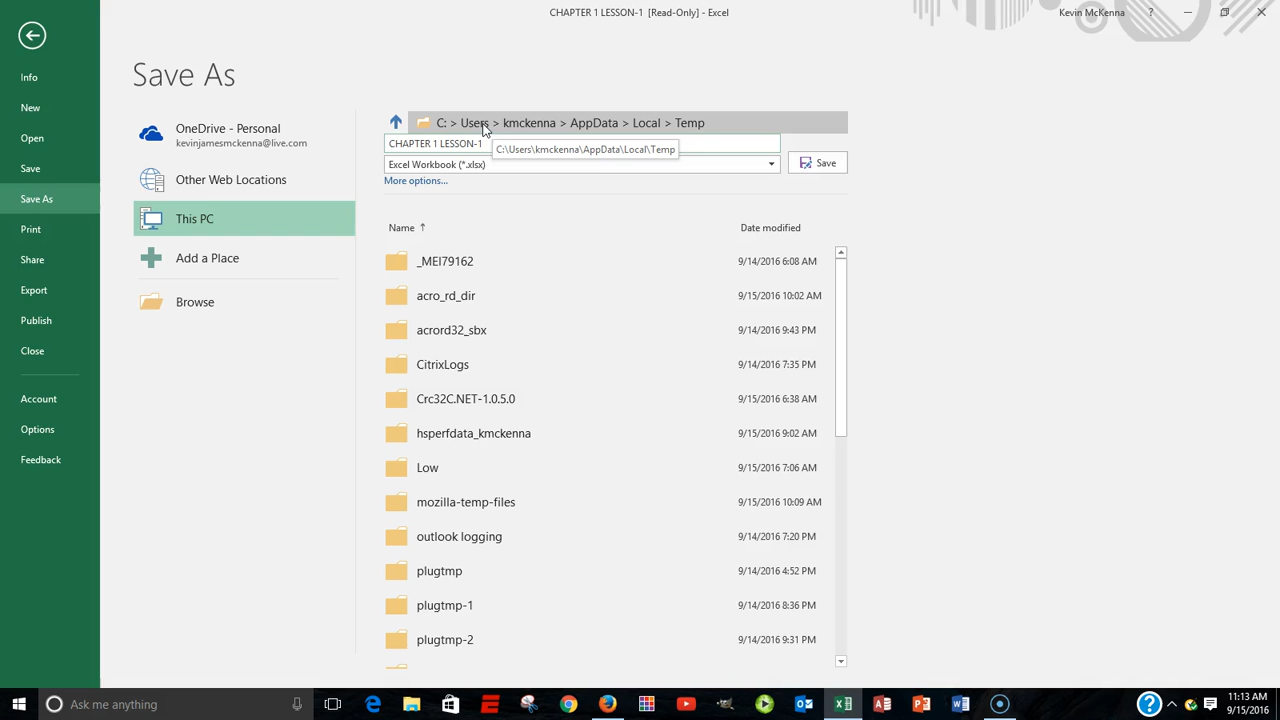 CHAPTER 1 LESSON-1 [Read-Only] - Excel
Kevin McKenna
?
Save As
Info
New
Open
Save
Save As
Print
Share
Export
Publish
Close
Account
Options
Feedback
OneDrive - Personal
kevinjamesmckenna@live.com
Other Web Locations
This PC
Add a Place
Browse
C: > Users > kmckenna > AppData > Local > Temp
CHAPTER 1 LESSON-1
C:\Users\kmckenna\AppData\Local\Temp
Excel Workbook (*.xlsx)
Save
More options...
Name
Date modified
_MEI79162 9/14/2016 6:08 AM
acro_rd_dir 9/15/2016 10:02 AM
acrord32_sbx 9/14/2016 9:43 PM
CitrixLogs 9/14/2016 7:35 PM
Crc32C.NET-1.0.5.0 9/15/2016 6:38 AM
hsperfdata_kmckenna 9/15/2016 9:02 AM
Low 9/15/2016 7:06 AM
mozilla-temp-files 9/15/2016 10:09 AM
outlook logging 9/14/2016 7:20 PM
plugtmp 9/14/2016 4:52 PM
plugtmp-1 9/14/2016 8:36 PM
plugtmp-2 9/14/2016 9:31 PM
Ask me anything
11:13 AM
9/15/2016